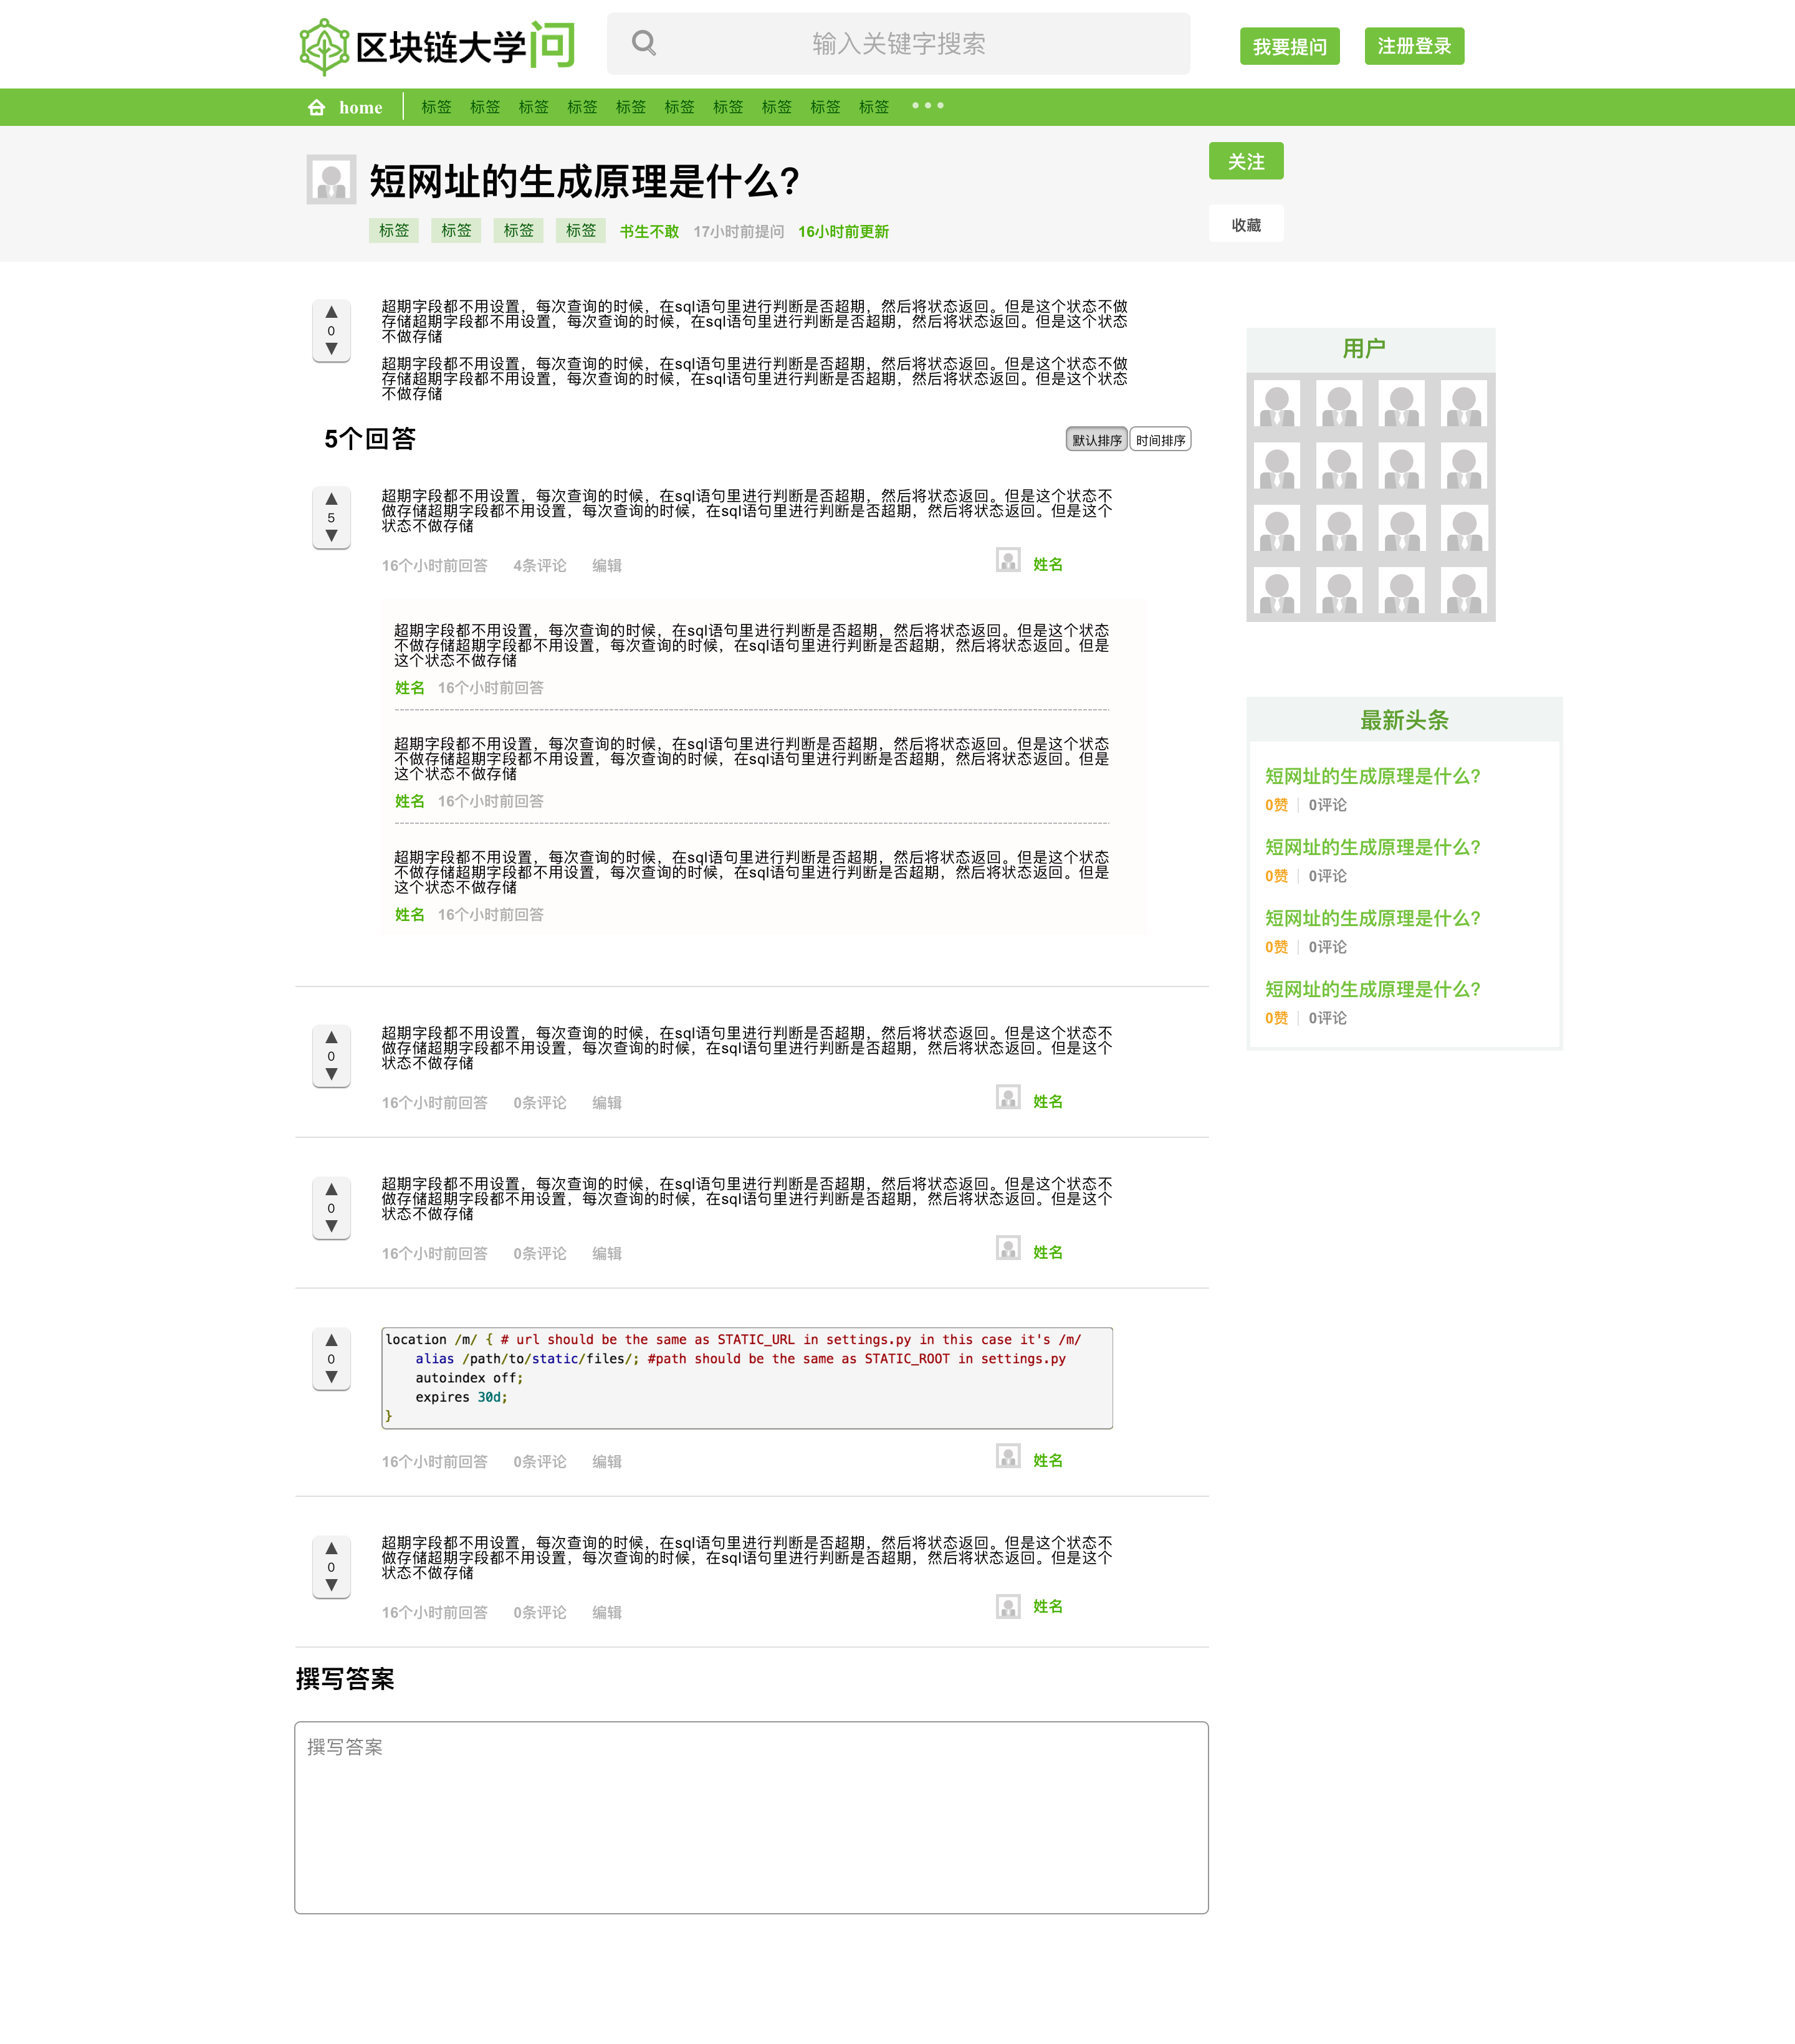 区块链大学问
输入关键字搜索
我要提问
注册登录
home
标签 标签 标签 标签 标签 标签 标签 标签 标签 标签
短网址的生成原理是什么?
关注
标签 标签 标签 标签 书生不敢 17小时前提问 16小时前更新
收藏
0
超期字段都不用设置，每次查询的时候，在sql语句里进行判断是否超期，然后将状态返回。但是这个状态不做
存储超期字段都不用设置，每次查询的时候，在sql语句里进行判断是否超期，然后将状态返回。但是这个状态
不做存储
超期字段都不用设置，每次查询的时候，在sql语句里进行判断是否超期，然后将状态返回。但是这个状态不做
存储超期字段都不用设置，每次查询的时候，在sql语句里进行判断是否超期，然后将状态返回。但是这个状态
不做存储
5个回答
默认排序 时间排序
5
超期字段都不用设置，每次查询的时候，在sql语句里进行判断是否超期，然后将状态返回。但是这个状态不
做存储超期字段都不用设置，每次查询的时候，在sql语句里进行判断是否超期，然后将状态返回。但是这个
状态不做存储
16个小时前回答 4条评论 编辑 姓名
超期字段都不用设置，每次查询的时候，在sql语句里进行判断是否超期，然后将状态返回。但是这个状态
不做存储超期字段都不用设置，每次查询的时候，在sql语句里进行判断是否超期，然后将状态返回。但是
这个状态不做存储
姓名 16个小时前回答
超期字段都不用设置，每次查询的时候，在sql语句里进行判断是否超期，然后将状态返回。但是这个状态
不做存储超期字段都不用设置，每次查询的时候，在sql语句里进行判断是否超期，然后将状态返回。但是
这个状态不做存储
姓名 16个小时前回答
超期字段都不用设置，每次查询的时候，在sql语句里进行判断是否超期，然后将状态返回。但是这个状态
不做存储超期字段都不用设置，每次查询的时候，在sql语句里进行判断是否超期，然后将状态返回。但是
这个状态不做存储
姓名 16个小时前回答
0
超期字段都不用设置，每次查询的时候，在sql语句里进行判断是否超期，然后将状态返回。但是这个状态不
做存储超期字段都不用设置，每次查询的时候，在sql语句里进行判断是否超期，然后将状态返回。但是这个
状态不做存储
16个小时前回答 0条评论 编辑 姓名
0
超期字段都不用设置，每次查询的时候，在sql语句里进行判断是否超期，然后将状态返回。但是这个状态不
做存储超期字段都不用设置，每次查询的时候，在sql语句里进行判断是否超期，然后将状态返回。但是这个
状态不做存储
16个小时前回答 0条评论 编辑 姓名
0
location /m/ { # url should be the same as STATIC_URL in settings.py in this case it's /m/
alias /path/to/static/files/; #path should be the same as STATIC_ROOT in settings.py
autoindex off;
expires 30d;
}
16个小时前回答 0条评论 编辑 姓名
0
超期字段都不用设置，每次查询的时候，在sql语句里进行判断是否超期，然后将状态返回。但是这个状态不
做存储超期字段都不用设置，每次查询的时候，在sql语句里进行判断是否超期，然后将状态返回。但是这个
状态不做存储
16个小时前回答 0条评论 编辑 姓名
撰写答案
撰写答案
用户
最新头条
短网址的生成原理是什么?
0赞 | 0评论
短网址的生成原理是什么?
0赞 | 0评论
短网址的生成原理是什么?
0赞 | 0评论
短网址的生成原理是什么?
0赞 | 0评论